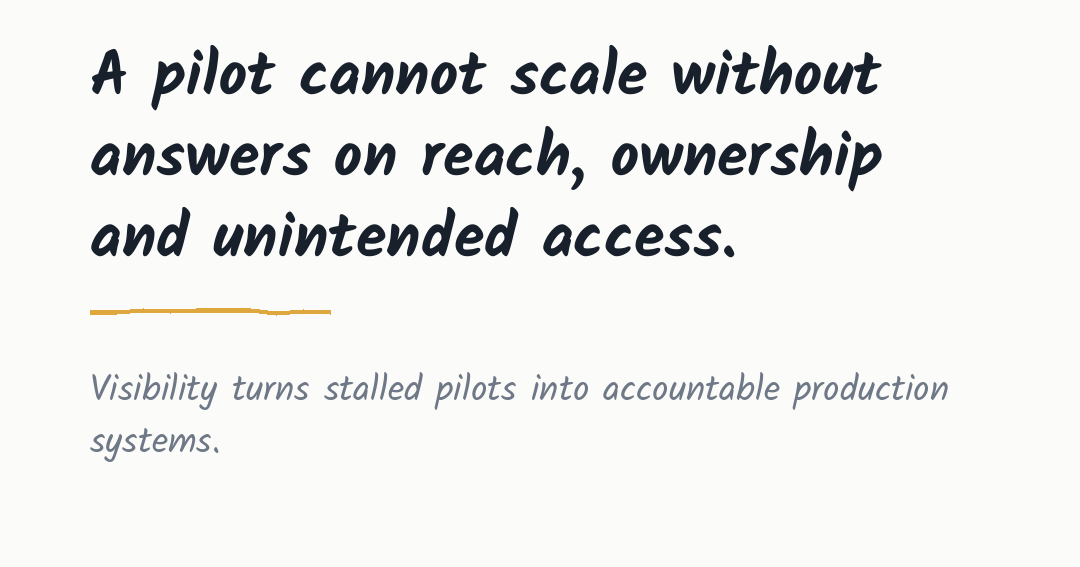 A pilot cannot scale without
answers on reach, ownership
and unintended access.
Visibility turns stalled pilots into accountable production
systems.